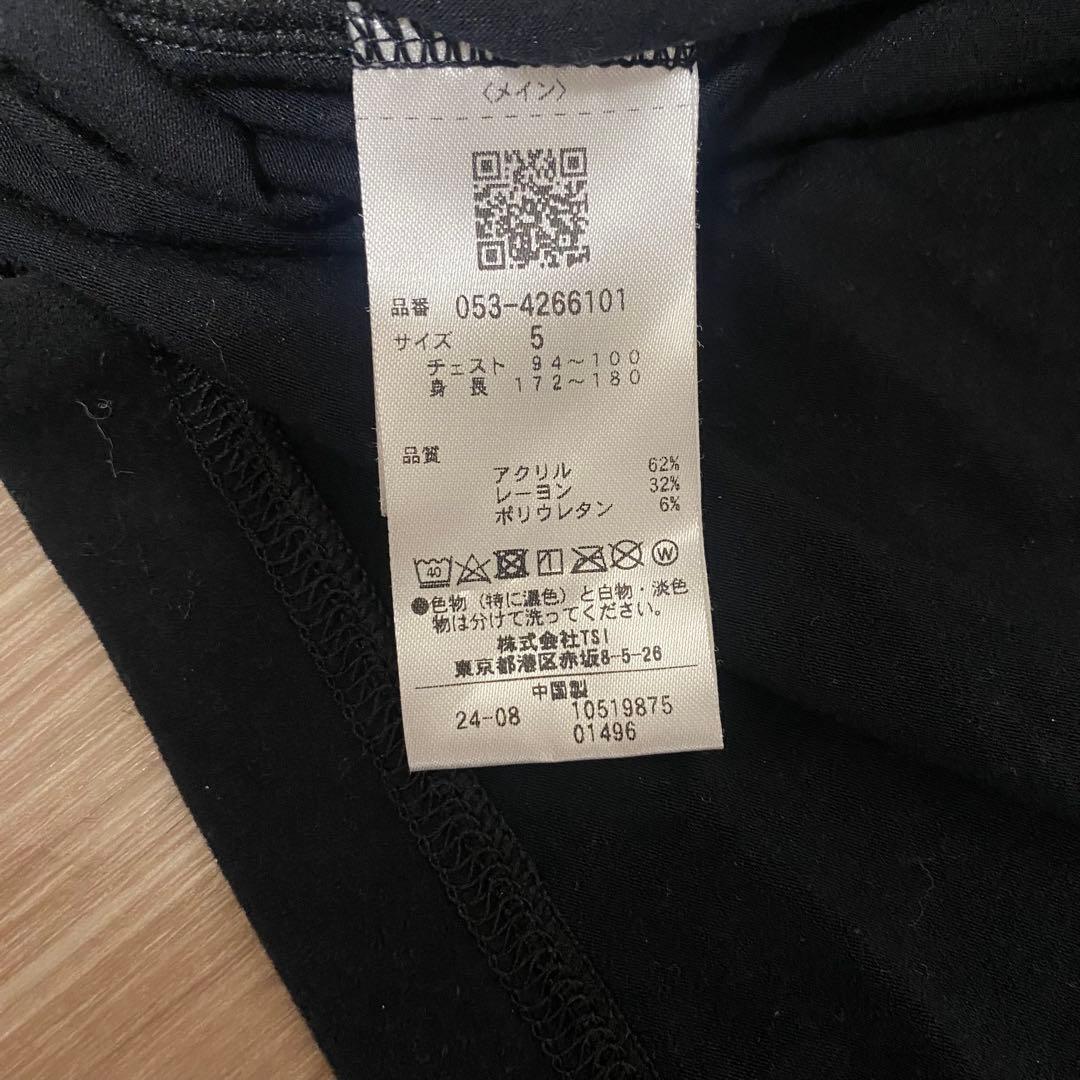 〈メイン〉
品番 053-4266101
サイズ 5
チェスト 94～100
身長 172～180
品質
アクリル 62%
レーヨン 32%
ポリウレタン 6%
40 W
●色物（特に濃色）と白物・淡色
物は分けて洗ってください。
株式会社TSI
東京都港区赤坂8-5-26
中国製
24-08 10519875
01496